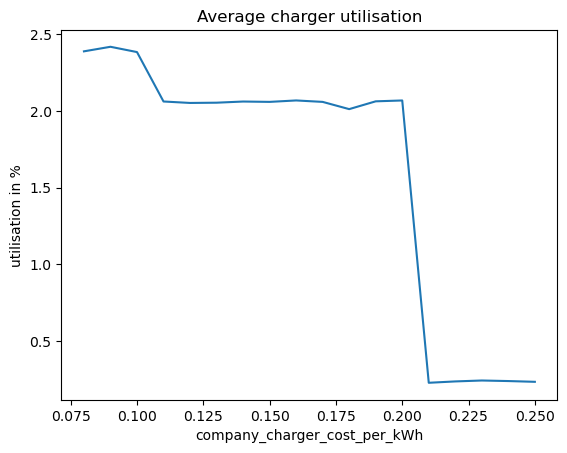 Average charger utilisation
2.5
2.0
1.5
1.0
0.5
utilisation in %
0.075 0.100 0.125 0.150 0.175 0.200 0.225 0.250
company_charger_cost_per_kWh